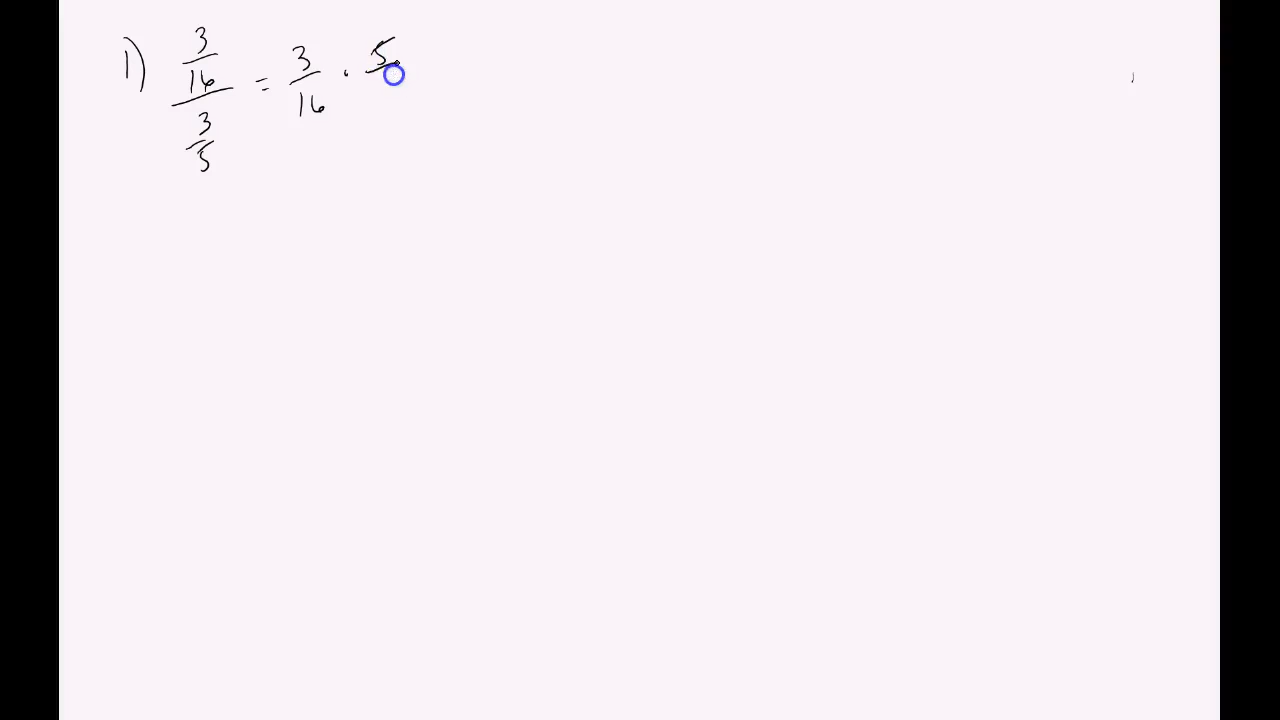 1) 3/16 / 3/5 = 3/16 · 5/